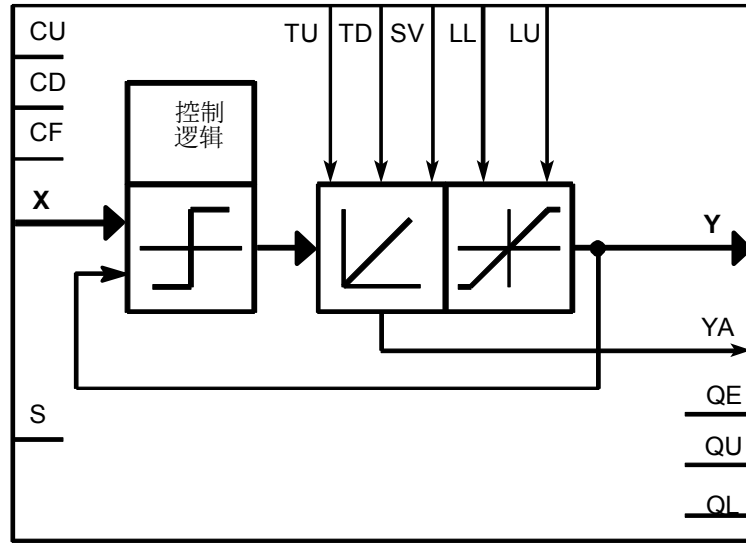 CU
TU TD SV LL LU
CD
控制
逻辑
CF
X
Y
YA
S
QE
QU
QL